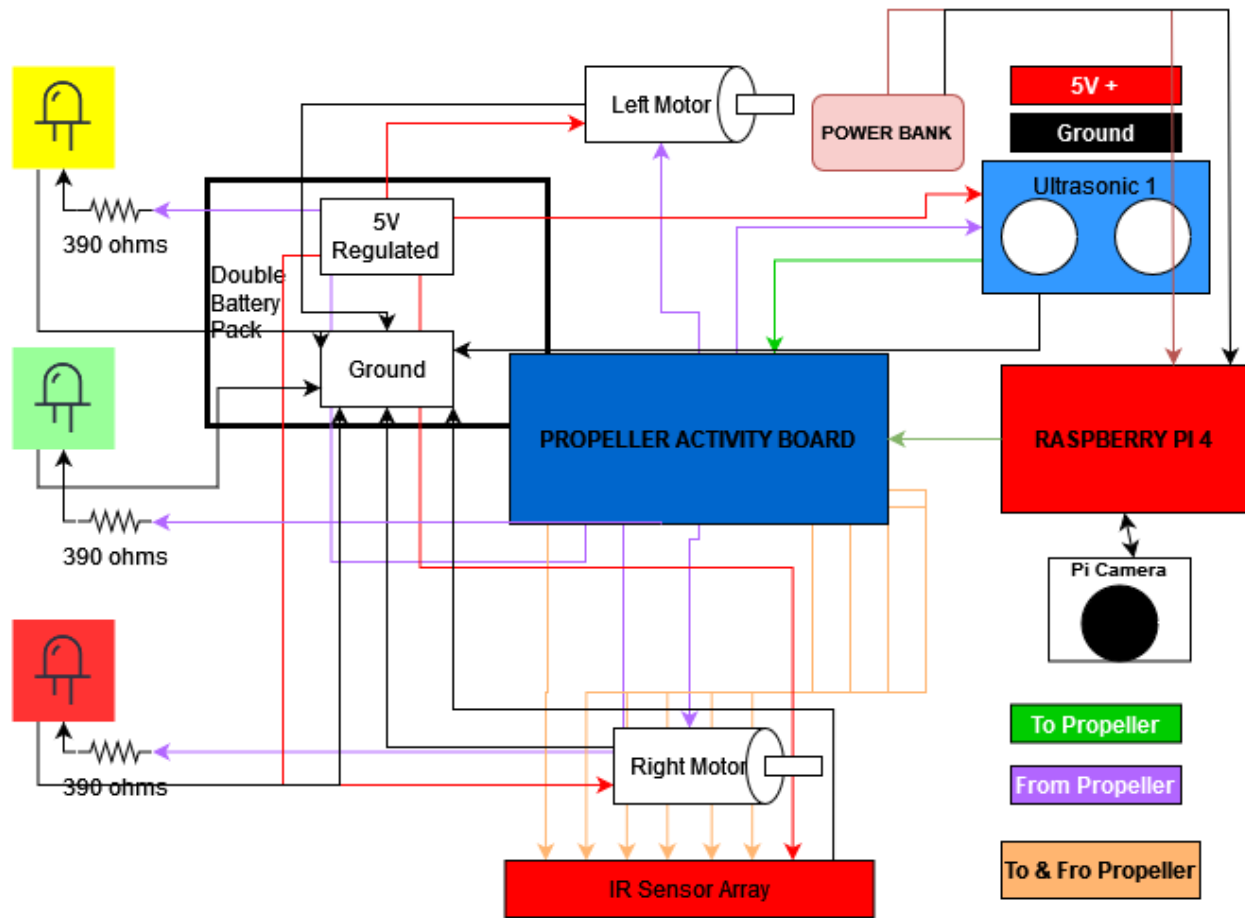 Left Motor
POWER BANK
5V +
Ground
Ultrasonic 1
390 ohms
5V
Regulated
Double
Battery
Pack
Ground
PROPELLER ACTIVITY BOARD
RASPBERRY PI 4
390 ohms
Pi Camera
390 ohms
Right Motor
To Propeller
From Propeller
To & Fro Propeller
IR Sensor Array